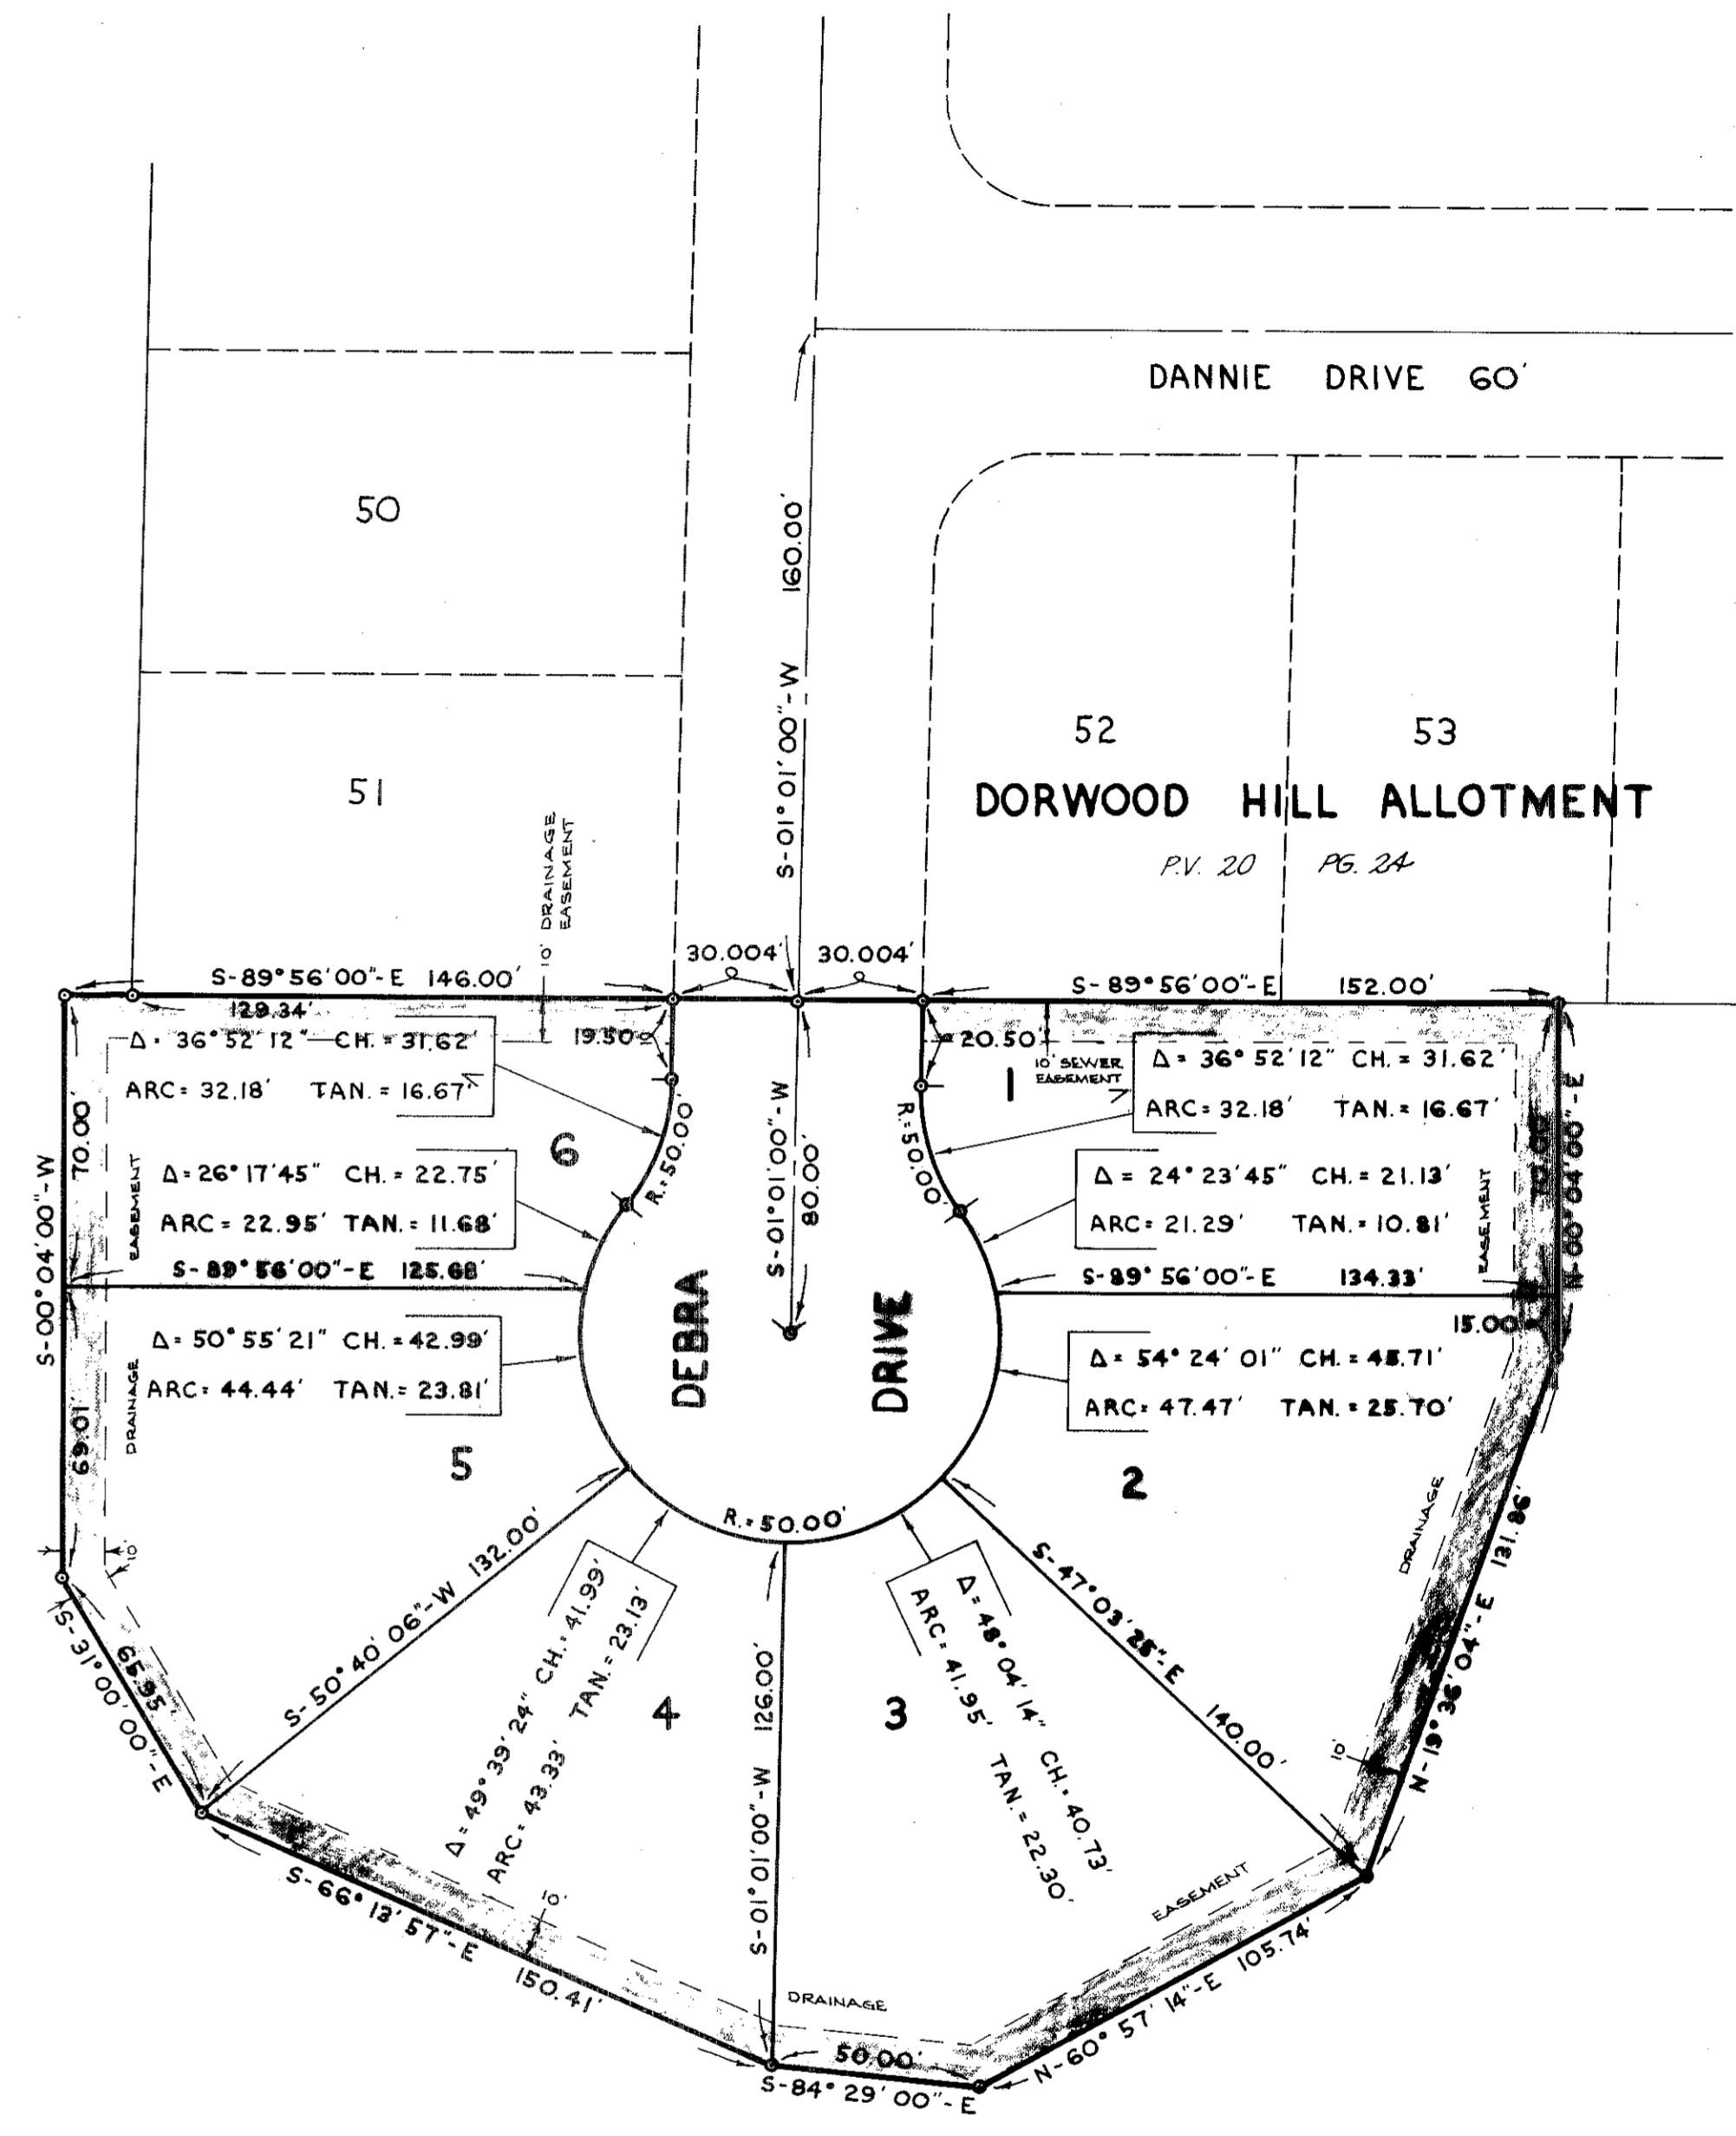 DANNIE DRIVE 60'
50
160.00'
S-01°01'00"-W
52
53
51
DORWOOD HILL ALLOTMENT
P.V. 20 PG. 24
10' DRAINAGE
EASEMENT
30.004'
30.004'
S-89°56'00"-E 146.00'
S-89°56'00"-E 152.00'
129.34'
19.50
20.50'
10' SEWER
EASEMENT
1
Δ = 36°52'12" CH. = 31.62'
ARC = 32.18' TAN. = 16.67'
Δ = 36°52'12" CH. = 31.62'
ARC = 32.18' TAN. = 16.67'
R. = 50.00'
R. = 50.00'
S-01°01'00"-W
80.00'
6
70.00'
70.00'
N-00°04'00"-E
S-00°04'00"-W
EASEMENT
DRAINAGE
EASEMENT
Δ = 26°17'45" CH. = 22.75'
ARC = 22.95' TAN. = 11.68'
Δ = 24°23'45" CH. = 21.13'
ARC = 21.29' TAN. = 10.81'
S-89°56'00"-E 125.68'
S-89°56'00"-E 134.33'
15.00
DEBRA
DRIVE
Δ = 50°55'21" CH. = 42.99'
ARC = 44.44' TAN. = 23.81'
Δ = 54°24'01" CH. = 45.71'
ARC = 47.47' TAN. = 25.70'
69.01'
5
2
10'
R. = 50.00'
DRAINAGE
N-19°36'04"-E 131.86'
S-50°40'06"-W 132.00'
S-47°03'25"-E 140.00'
S-31°00'00"-E
65.95'
Δ = 49°39'24" CH. = 41.99'
ARC = 43.33' TAN. = 23.13'
Δ = 48°04'14" CH. = 40.73'
ARC = 41.95' TAN. = 22.30'
4
3
S-01°01'00"-W 126.00'
10'
10'
S-66°13'57"-E 150.41'
EASEMENT
DRAINAGE
50.00'
S-84°29'00"-E
N-60°57'14"-E 105.74'